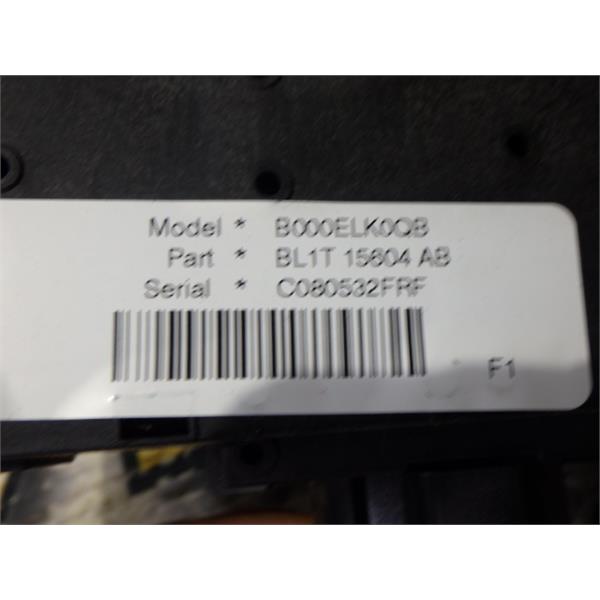 Model * B000ELK0QB
Part * BL1T 15604 AB
Serial * C080532FRF
F1